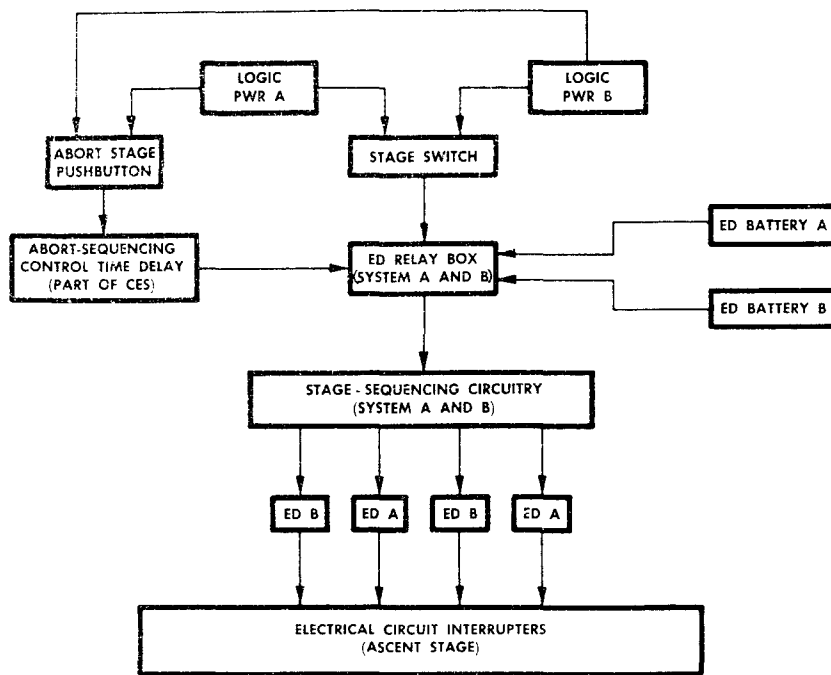 LOGIC
PWR A
LOGIC
PWR B
ABORT STAGE
PUSHBUTTON
STAGE SWITCH
ABORT-SEQUENCING
CONTROL TIME DELAY
(PART OF CES)
ED RELAY BOX
(SYSTEM A AND B)
ED BATTERY A
ED BATTERY B
STAGE - SEQUENCING CIRCUITRY
(SYSTEM A AND B)
ED B
ED A
ED B
ED A
ELECTRICAL CIRCUIT INTERRUPTERS
(ASCENT STAGE)